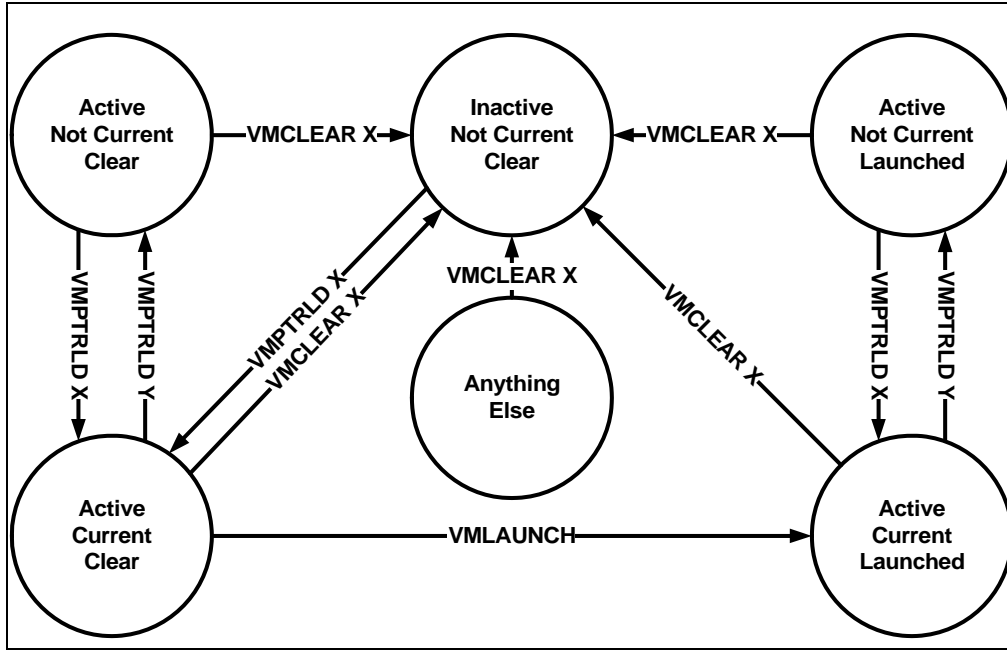 Active
Not Current
Clear
VMCLEAR X
Inactive
Not Current
Clear
VMCLEAR X
Active
Not Current
Launched
VMPTRLD X
VMPTRLD Y
VMPTRLD X
VMCLEAR X
VMCLEAR X
Anything
Else
VMCLEAR X
VMPTRLD X
VMPTRLD Y
Active
Current
Clear
VMLAUNCH
Active
Current
Launched